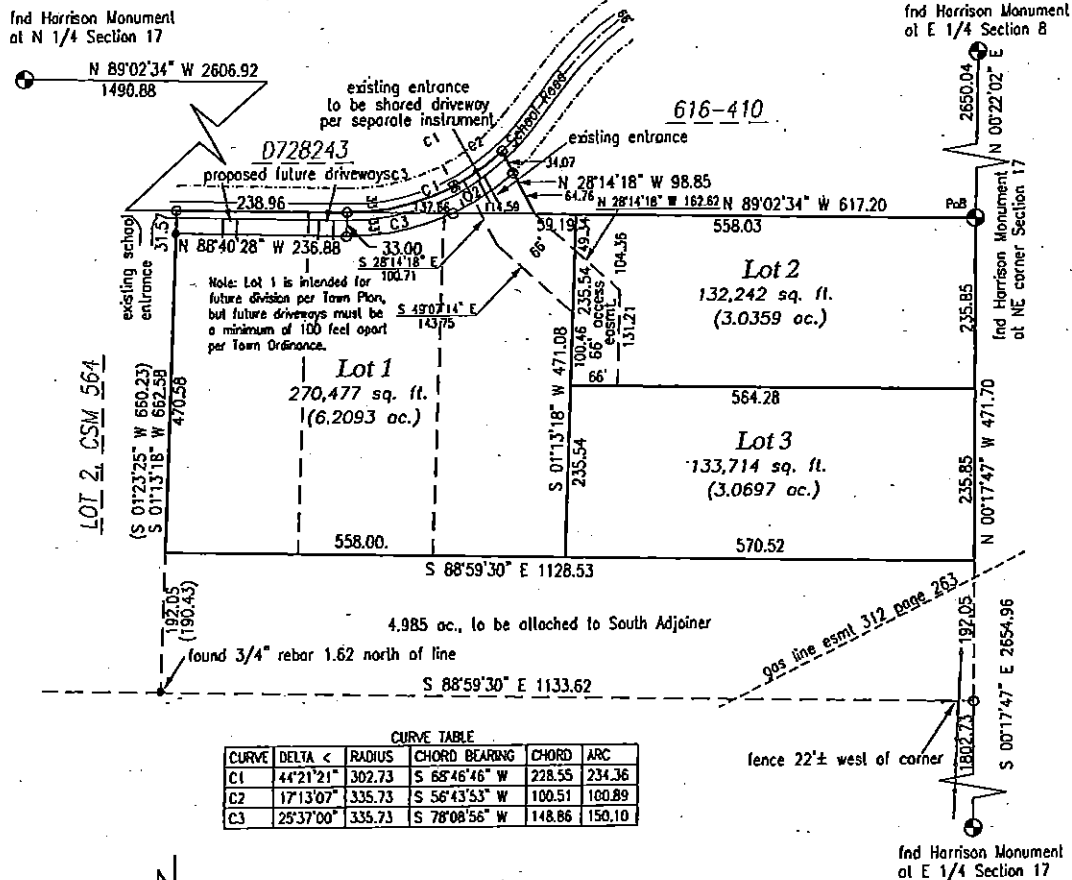 fnd Harrison Monument
at N 1/4 Section 17
N 89°02'34" W 2606.92
1490.88
fnd Harrison Monument
at E 1/4 Section 8
2650.04
N 00°22'02" E
existing entrance
to be shared driveway
per separate instrument
School Road
66'
616-410
existing entrance
D728243
proposed future driveways
c3
C1
c2
C1
C2
C3
34.07
N 28°14'18" W 98.85
64.76
N 28°14'18" W 162.62
N 89°02'34" W 617.20
PoB
238.96
35
33
137.66
114.59
59.19
558.03
31.57
N 88°40'28" W 236.88
33.00
S 28°14'18" E
100.71
66'
49.34
104.36
existing school
entrance
Note: Lot 1 is intended for
future division per Town Plan,
but future driveways must be
a minimum of 100 feet apart
per Town Ordinance.
S 49°07'14" E
143.75
235.54
100.46
66'
access
easmt
131.21
66'
Lot 2
132,242 sq. ft.
(3.0359 ac.)
235.85
fnd Harrison Monument
at NE corner Section 17
LOT 2, CSM 564
(S 01°23'25" W 660.23)
S 01°13'18" W 662.58
470.58
Lot 1
270,477 sq. ft.
(6.2093 ac.)
S 01°13'18" W 471.08
235.54
564.28
Lot 3
133,714 sq. ft.
(3.0697 ac.)
235.85
N 00°17'47" W 471.70
558.00.
570.52
S 88°59'30" E 1128.53
192.05
(190.43)
4.985 ac., to be attached to South Adjoiner
gas line esmt 312 page 263
192.05
S 00°17'47" E 2654.96
found 3/4" rebar 1.62 north of line
S 88°59'30" E 1133.62
fence 22'± west of corner
1802.73
CURVE TABLE
CURVE DELTA < RADIUS CHORD BEARING CHORD ARC
C1 44°21'21" 302.73 S 68°46'46" W 228.55 234.36
C2 17°13'07" 335.73 S 56°43'53" W 100.51 100.89
C3 25°37'00" 335.73 S 78°08'56" W 148.86 150.10
fnd Harrison Monument
at E 1/4 Section 17